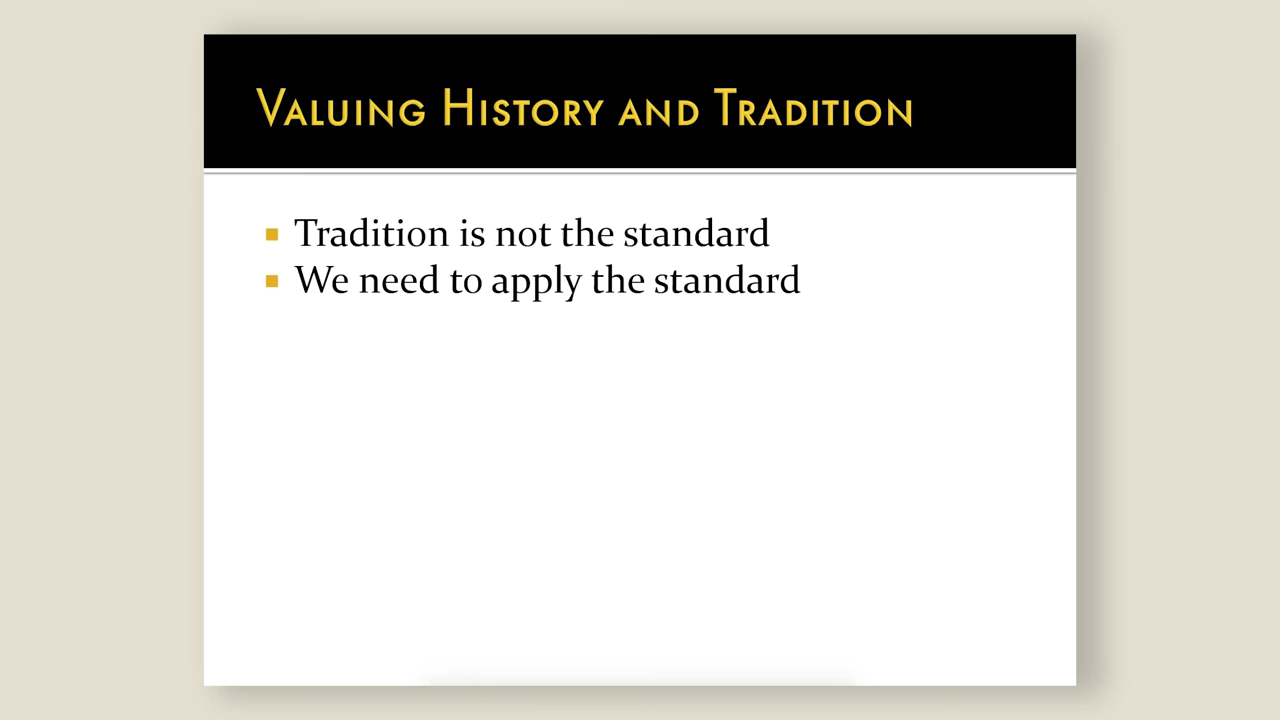 Valuing History and Tradition
▪ Tradition is not the standard
▪ We need to apply the standard